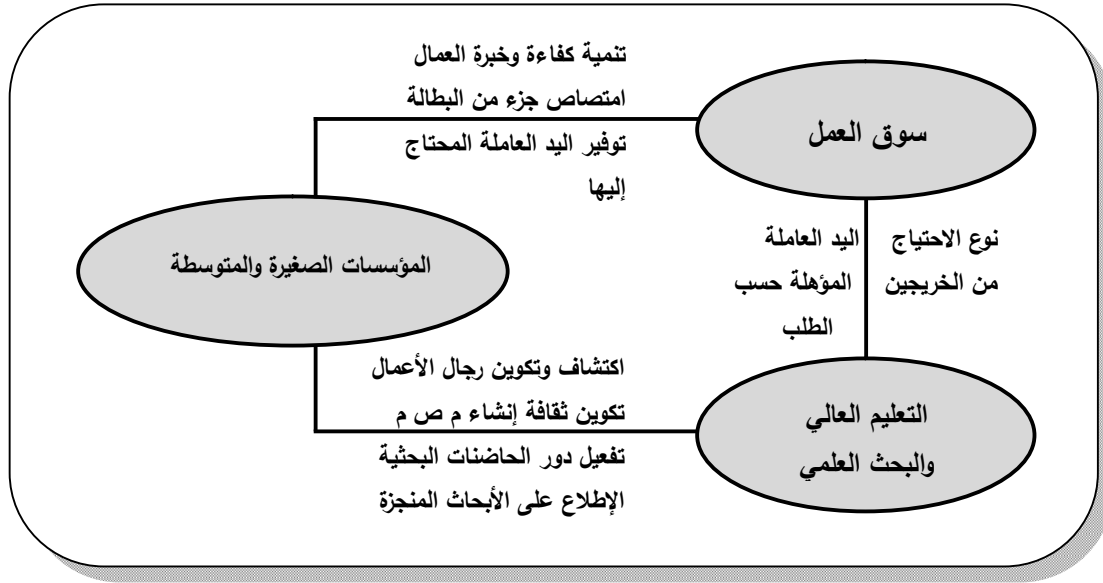 تنمية كفاءة وخبرة العمال
امتصاص جزء من البطالة
توفير اليد العاملة المحتاج
إليها
سوق العمل
المؤسسات الصغيرة والمتوسطة
نوع الاحتياج
من الخريجين
اليد العاملة
المؤهلة حسب
الطلب
اكتشاف وتكوين رجال الأعمال
تكوين ثقافة إنشاء م ص م
تفعيل دور الحاضنات البحثية
الإطلاع على الأبحاث المنجزة
التعليم العالي
والبحث العلمي